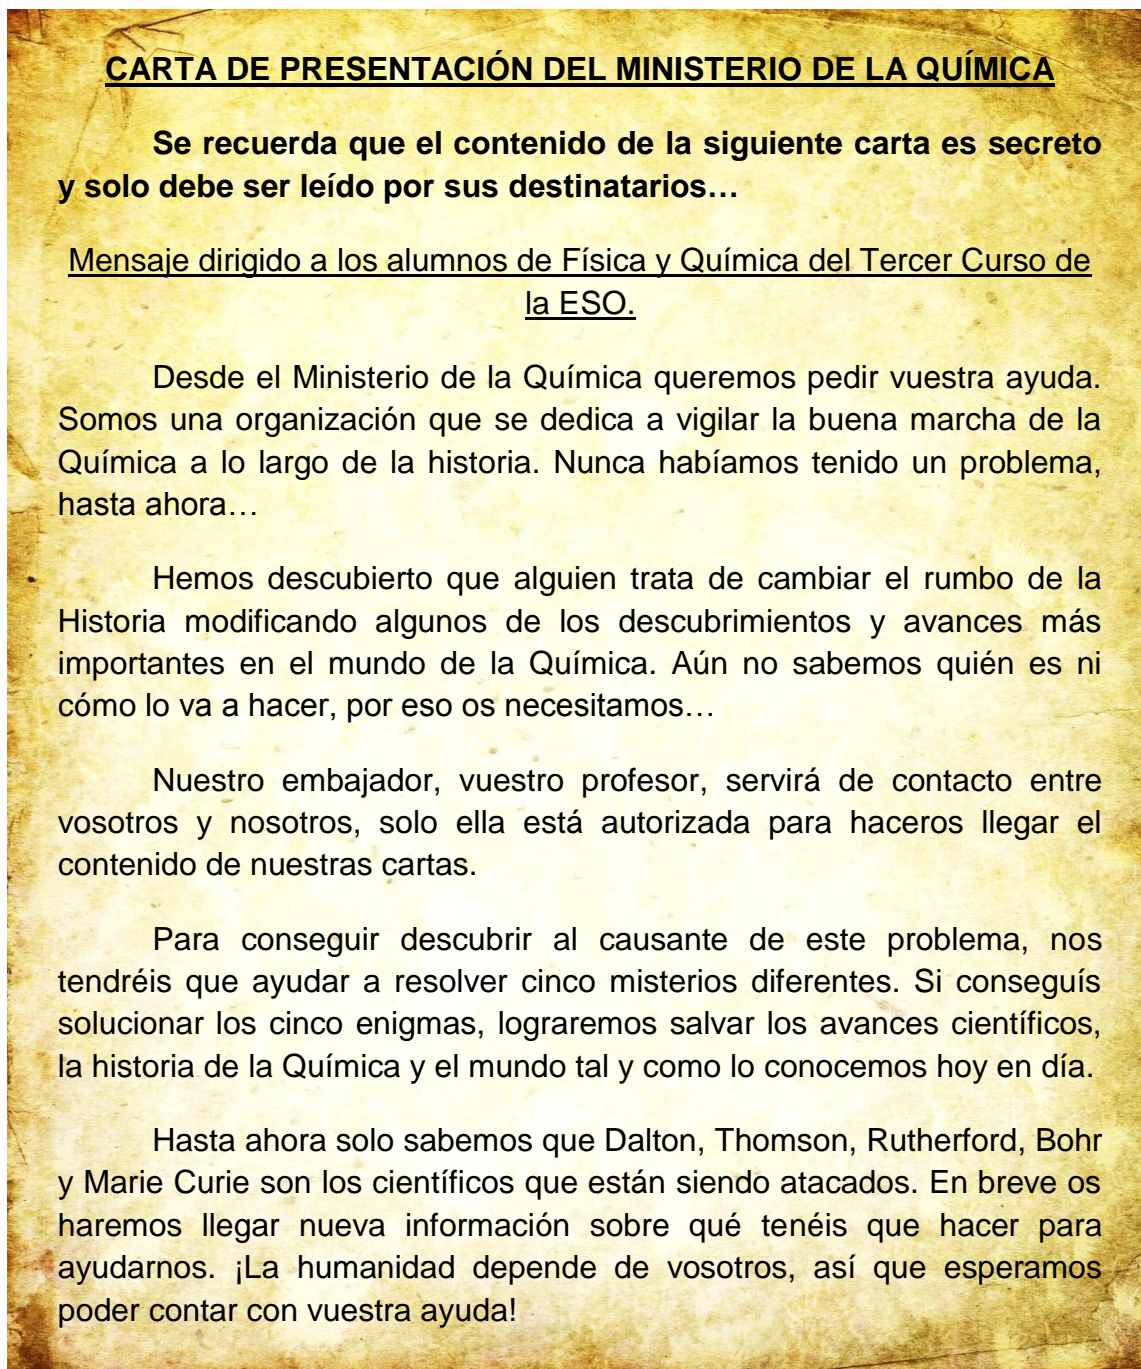 CARTA DE PRESENTACIÓN DEL MINISTERIO DE LA QUÍMICA
Se recuerda que el contenido de la siguiente carta es secreto
y solo debe ser leído por sus destinatarios…
Mensaje dirigido a los alumnos de Física y Química del Tercer Curso de
la ESO.
Desde el Ministerio de la Química queremos pedir vuestra ayuda.
Somos una organización que se dedica a vigilar la buena marcha de la
Química a lo largo de la historia. Nunca habíamos tenido un problema,
hasta ahora…
Hemos descubierto que alguien trata de cambiar el rumbo de la
Historia modificando algunos de los descubrimientos y avances más
importantes en el mundo de la Química. Aún no sabemos quién es ni
cómo lo va a hacer, por eso os necesitamos…
Nuestro embajador, vuestro profesor, servirá de contacto entre
vosotros y nosotros, solo ella está autorizada para haceros llegar el
contenido de nuestras cartas.
Para conseguir descubrir al causante de este problema, nos
tendréis que ayudar a resolver cinco misterios diferentes. Si conseguís
solucionar los cinco enigmas, lograremos salvar los avances científicos,
la historia de la Química y el mundo tal y como lo conocemos hoy en día.
Hasta ahora solo sabemos que Dalton, Thomson, Rutherford, Bohr
y Marie Curie son los científicos que están siendo atacados. En breve os
haremos llegar nueva información sobre qué tenéis que hacer para
ayudarnos. ¡La humanidad depende de vosotros, así que esperamos
poder contar con vuestra ayuda!